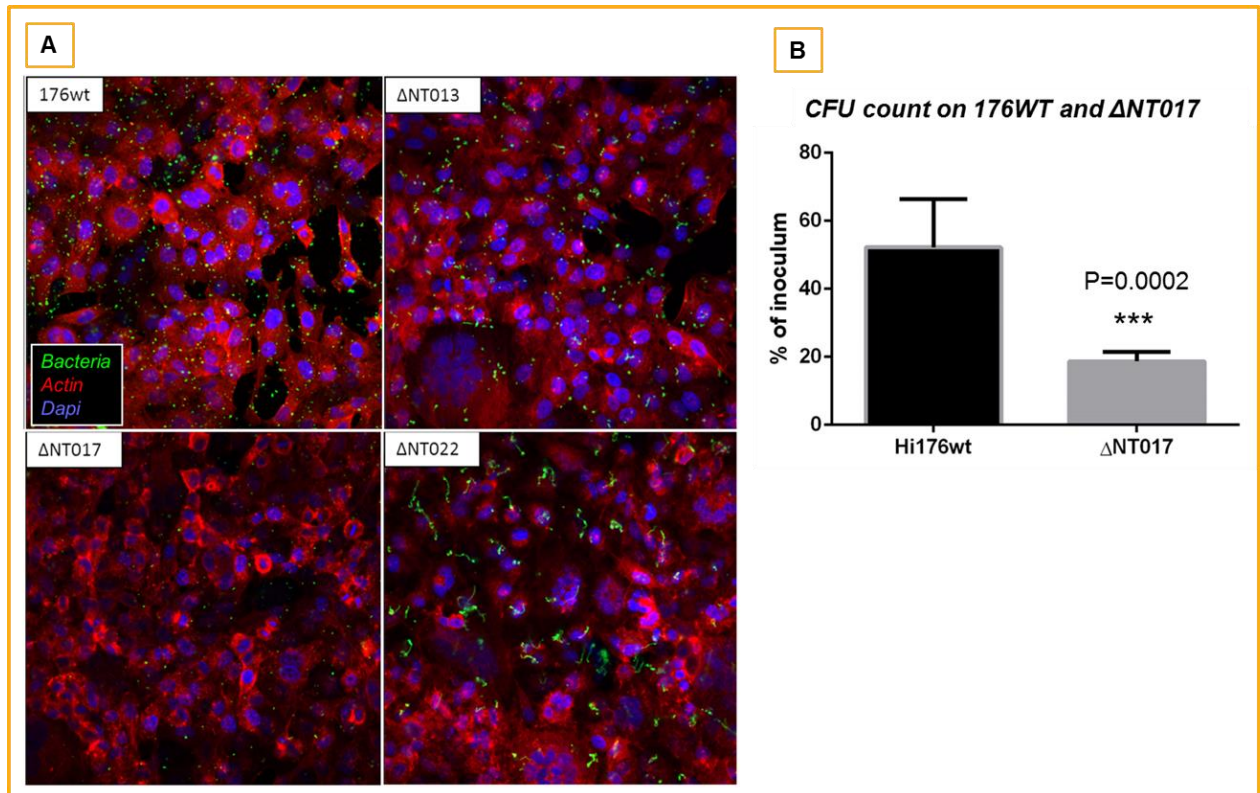 A
176wt
ΔNT013
Bacteria
Actin
Dapi
ΔNT017
ΔNT022
B
CFU count on 176WT and ΔNT017
80
60
40
20
0
% of inoculum
P=0.0002
***
Hi176wt
ΔNT017